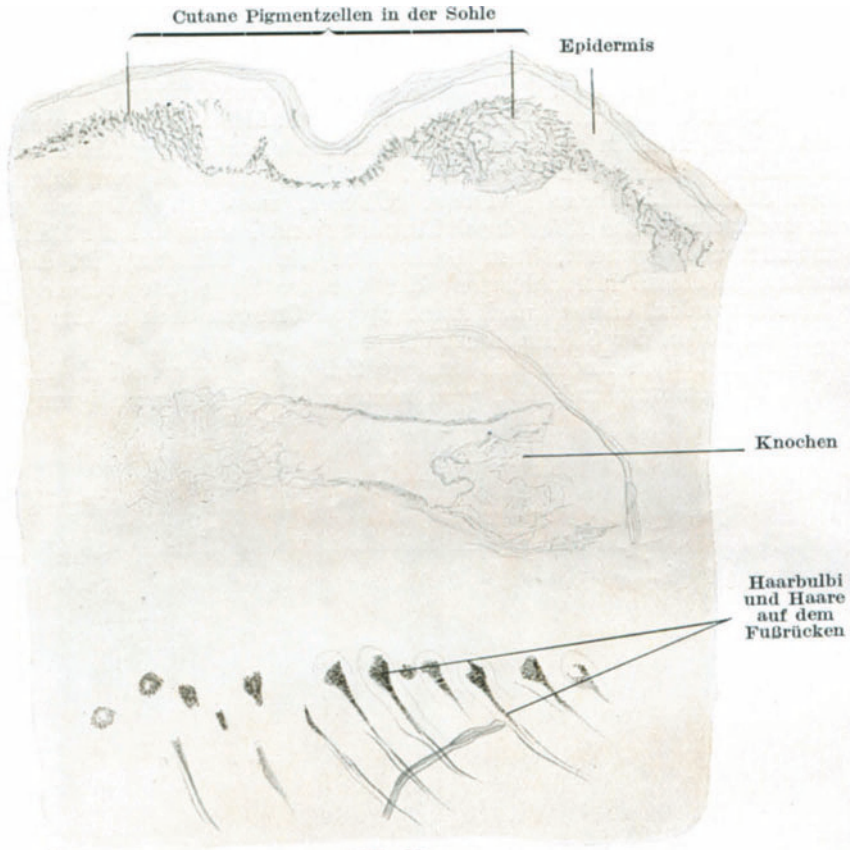 Cutane Pigmentzellen in der Sohle
Epidermis
Knochen
Haarbulbi
und Haare
auf dem
Fußrücken